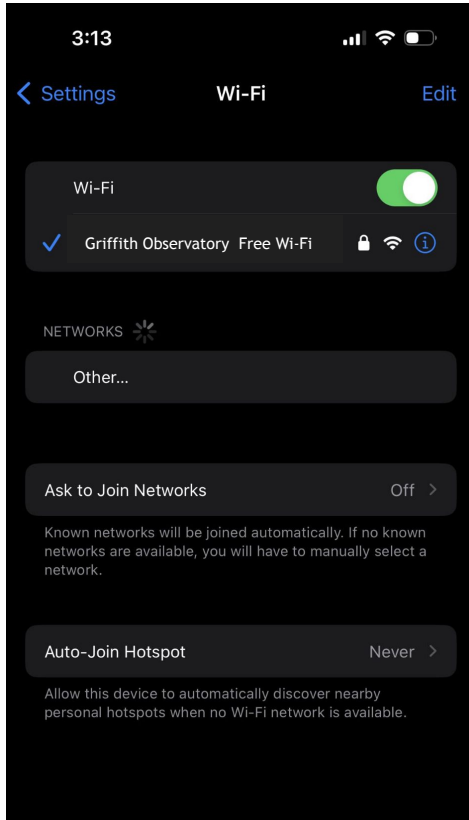 3:13
Settings
Wi-Fi
Edit
Wi-Fi
Griffith Observatory Free Wi-Fi
NETWORKS
Other...
Ask to Join Networks
Off
Known networks will be joined automatically. If no known
networks are available, you will have to manually select a
network.
Auto-Join Hotspot
Never
Allow this device to automatically discover nearby
personal hotspots when no Wi-Fi network is available.